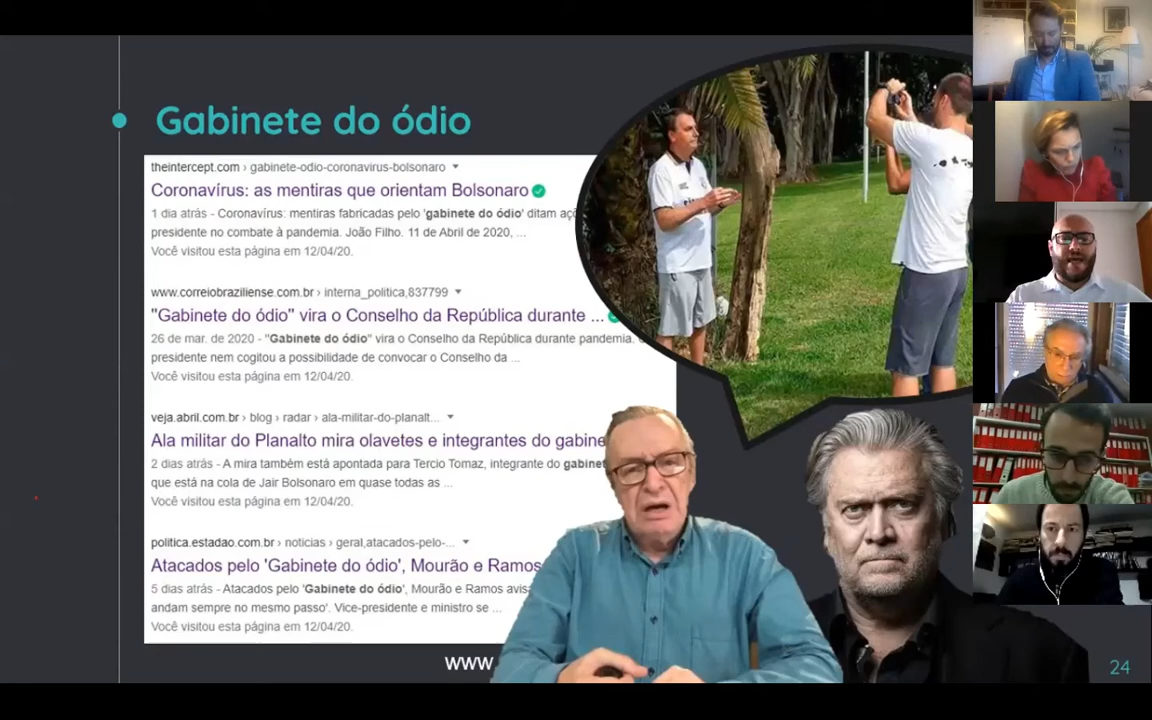 Gabinete do ódio
theintercept.com › gabinete-odio-coronavirus-bolsonaro
Coronavírus: as mentiras que orientam Bolsonaro
1 dia atrás - Coronavírus: mentiras fabricadas pelo 'gabinete do ódio' ditam açõ
presidente no combate à pandemia. João Filho. 11 de Abril de 2020, ...
Você visitou esta página em 12/04/20.
www.correiobraziliense.com.br › interna_politica,837799
"Gabinete do ódio" vira o Conselho da República durante ...
26 de mar. de 2020 - "Gabinete do ódio" vira o Conselho da República durante pandemia.
presidente nem cogitou a possibilidade de convocar o Conselho da ...
Você visitou esta página em 12/04/20.
veja.abril.com.br › blog › radar › ala-militar-do-planalt...
Ala militar do Planalto mira olavetes e integrantes do gabine
2 dias atrás - A mira também está apontada para Tercio Tomaz, integrante do gabinet
que está na cola de Jair Bolsonaro em quase todas as ...
Você visitou esta página em 12/04/20.
politica.estadao.com.br › noticias › geral,atacados-pelo-...
Atacados pelo 'Gabinete do ódio', Mourão e Ramos
5 dias atrás - Atacados pelo 'Gabinete do ódio', Mourão e Ramos avisa
andam sempre no mesmo passo'. Vice-presidente e ministro se ...
Você visitou esta página em 12/04/20.
www
24